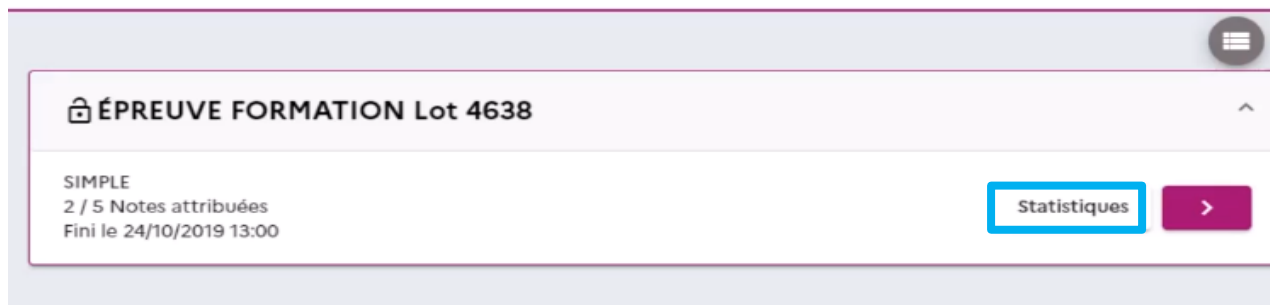 ÉPREUVE FORMATION Lot 4638
SIMPLE
2 / 5 Notes attribuées
Fini le 24/10/2019 13:00
Statistiques